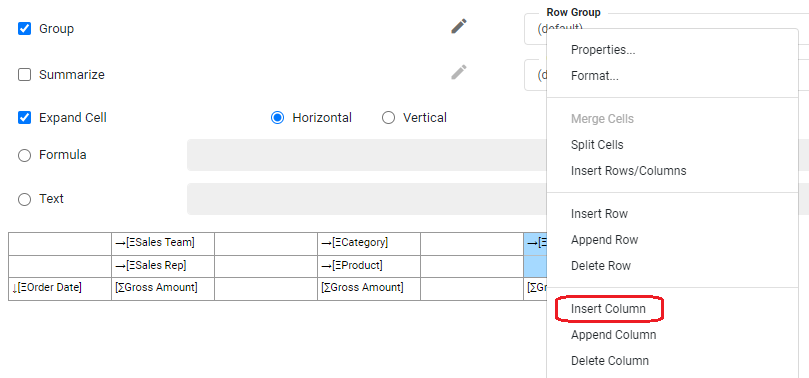 Group
Row Group
(default)
Summarize
(d
Expand Cell
Horizontal
Vertical
Formula
Text
→[ΞSales Team]
→[ΞCategory]
→[Ξ
→[ΞSales Rep]
→[ΞProduct]
↓[ΞOrder Date]
[ΣGross Amount]
[ΣGross Amount]
[ΣG
Properties...
Format...
Merge Cells
Split Cells
Insert Rows/Columns
Insert Row
Append Row
Delete Row
Insert Column
Append Column
Delete Column